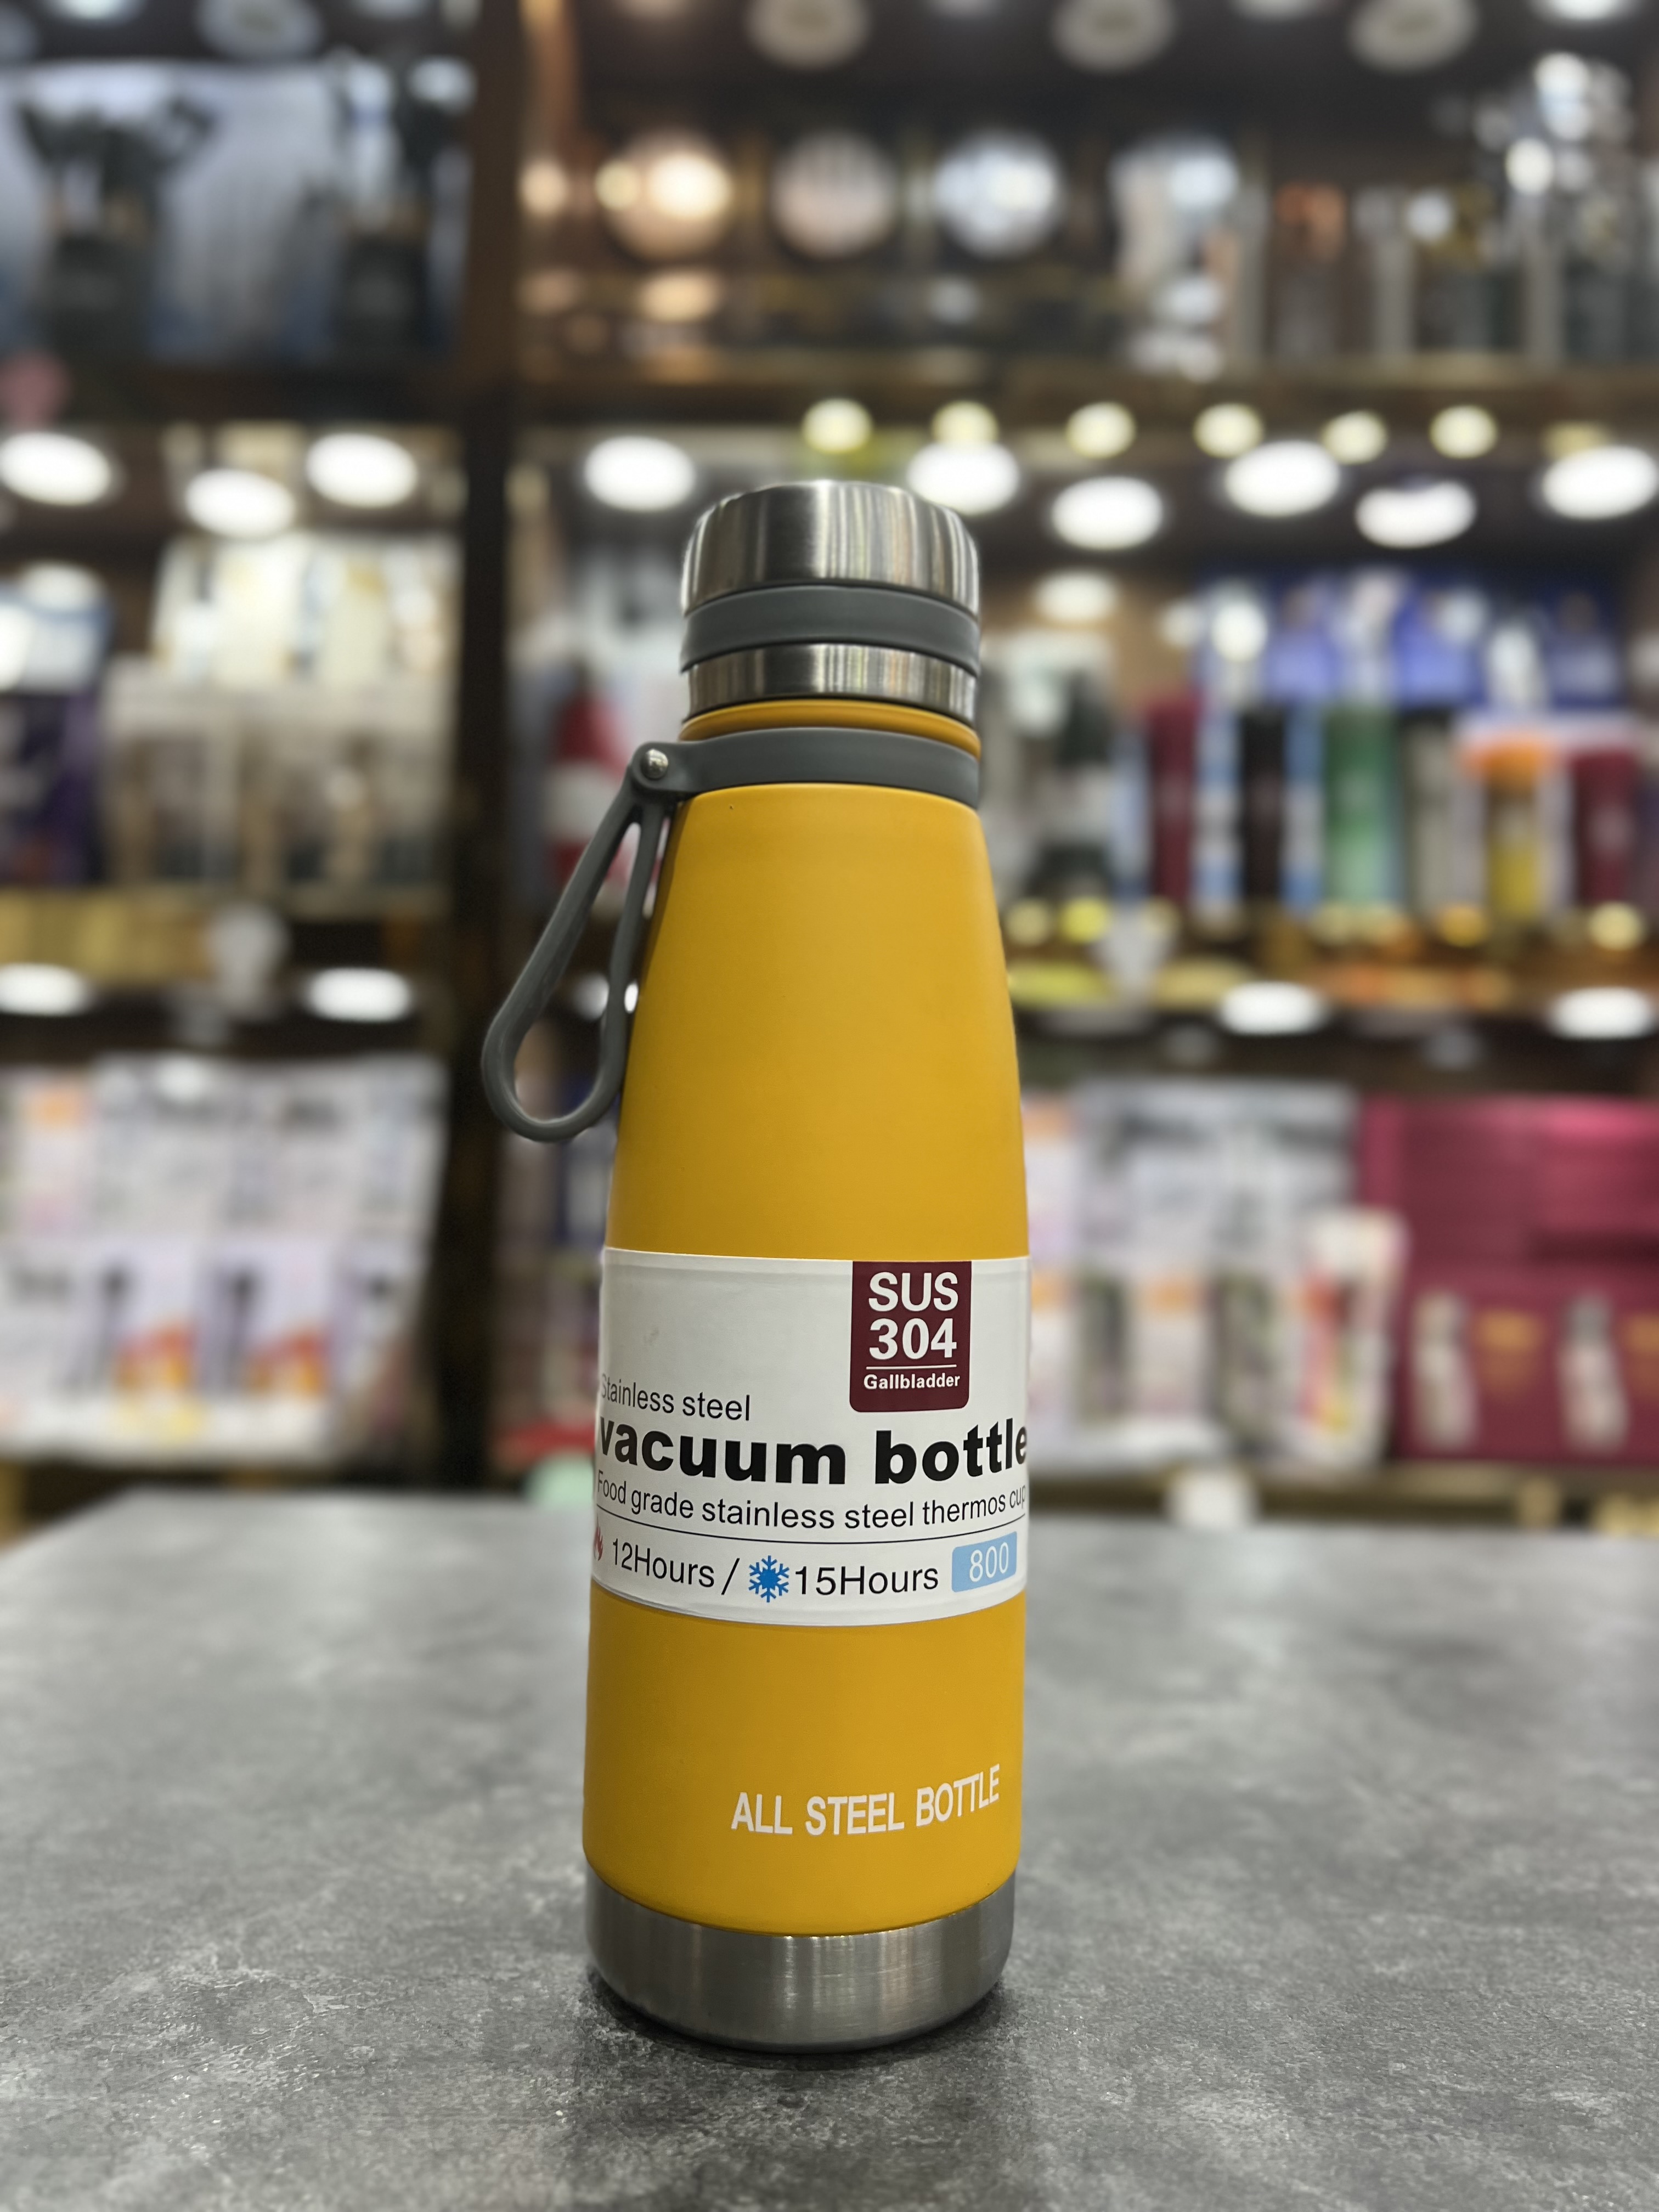 SUS
304
Gallbladder
Stainless steel
vacuum bottle
Food grade stainless steel thermos cup
12Hours / 15Hours 800
ALL STEEL BOTTLE